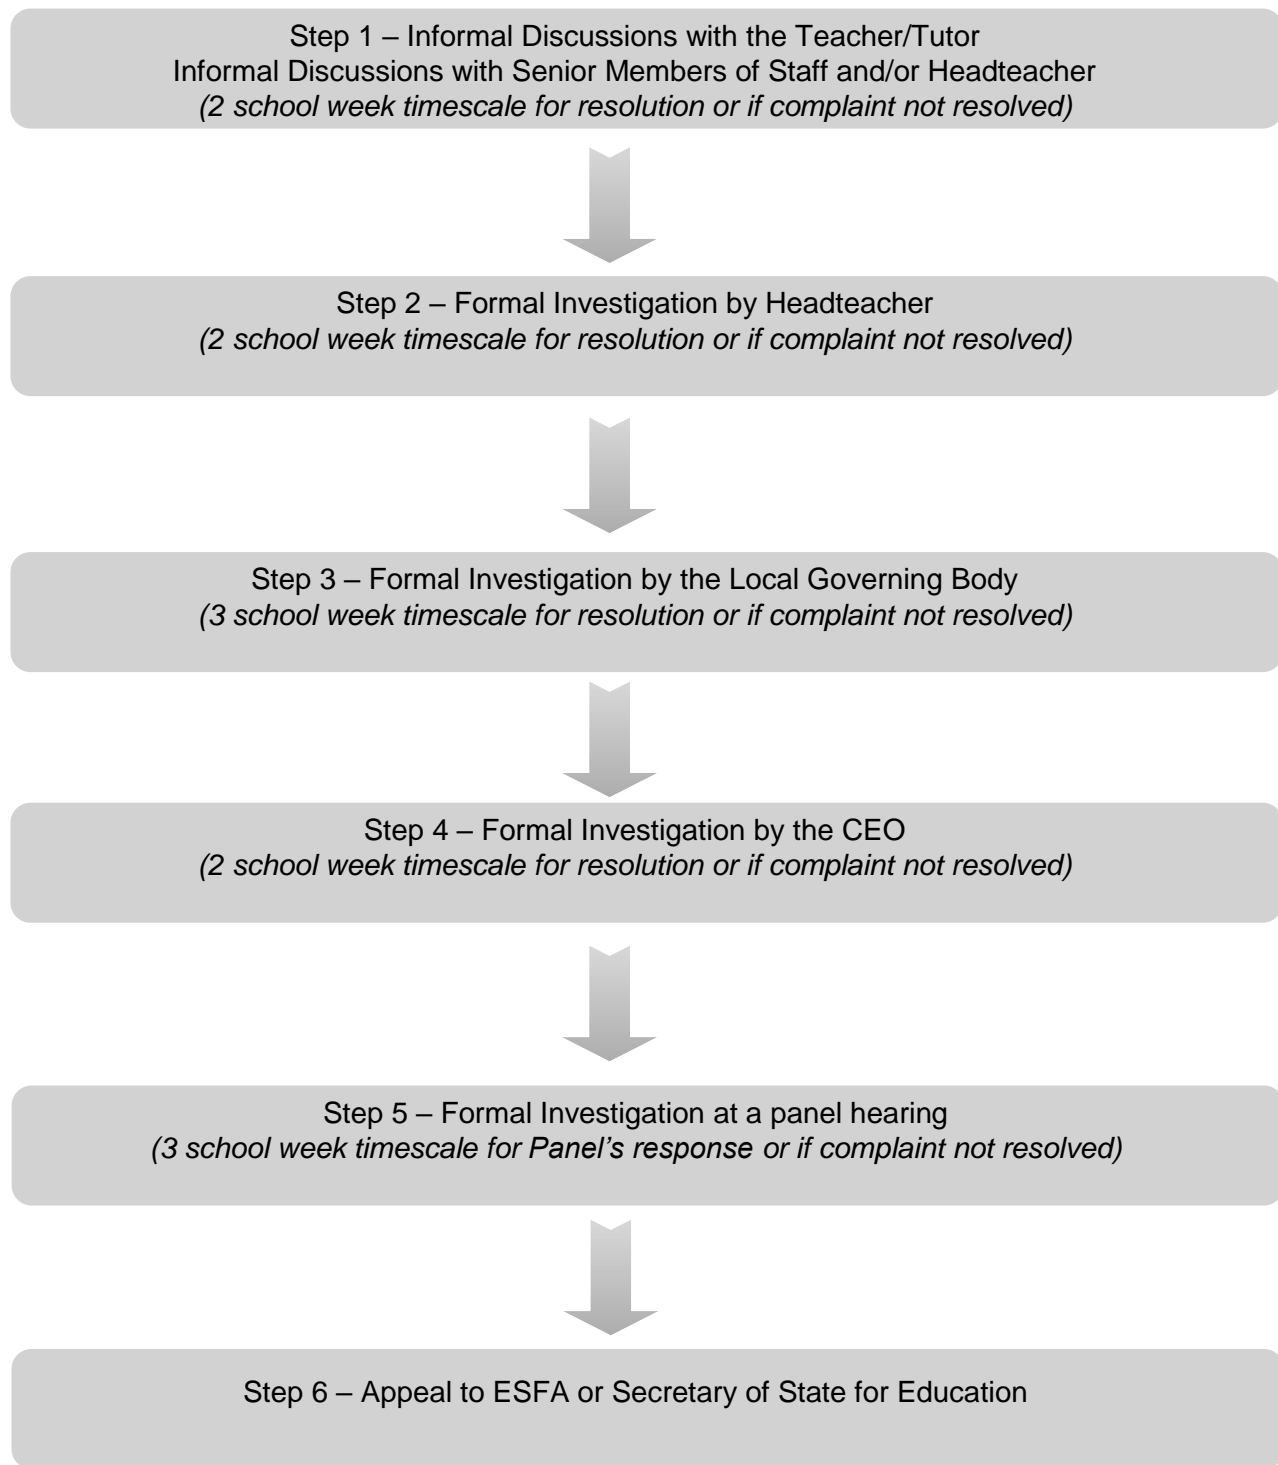 Step 1 – Informal Discussions with the Teacher/Tutor
Informal Discussions with Senior Members of Staff and/or Headteacher
(2 school week timescale for resolution or if complaint not resolved)
Step 2 – Formal Investigation by Headteacher
(2 school week timescale for resolution or if complaint not resolved)
Step 3 – Formal Investigation by the Local Governing Body
(3 school week timescale for resolution or if complaint not resolved)
Step 4 – Formal Investigation by the CEO
(2 school week timescale for resolution or if complaint not resolved)
Step 5 – Formal Investigation at a panel hearing
(3 school week timescale for Panel’s response or if complaint not resolved)
Step 6 – Appeal to ESFA or Secretary of State for Education